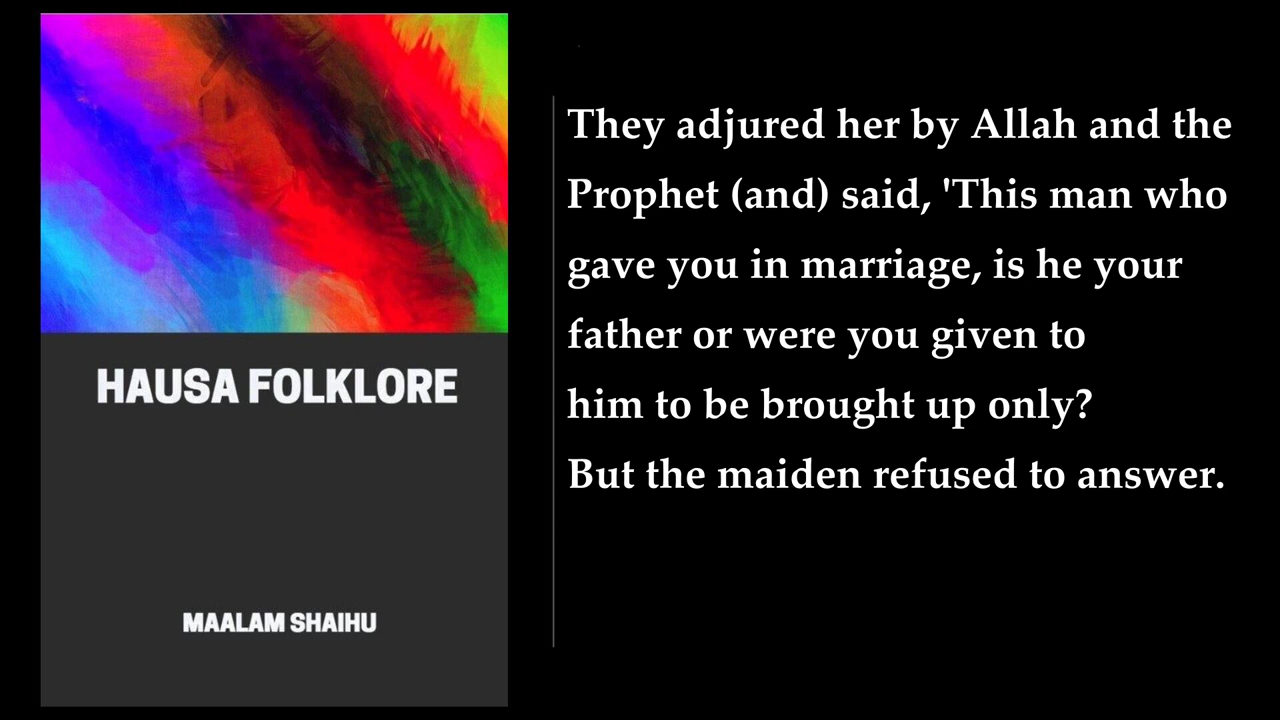 HAUSA FOLKLORE
MAALAM SHAIHU
They adjured her by Allah and the
Prophet (and) said, 'This man who
gave you in marriage, is he your
father or were you given to
him to be brought up only?
But the maiden refused to answer.